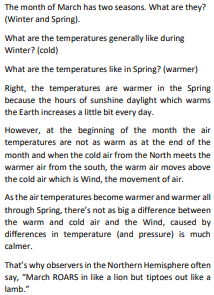 The month of March has two seasons. What are they?
(Winter and Spring).
What are the temperatures generally like during
Winter? (cold)
What are the temperatures like in Spring? (warmer)
Right, the temperatures are warmer in the Spring
because the hours of sunshine daylight which warms
the Earth increases a little bit every day.
However, at the beginning of the month the air
temperatures are not as warm as at the end of the
month and when the cold air from the North meets the
warmer air from the south, the warm air moves above
the cold air which is Wind, the movement of air.
As the air temperatures become warmer and warmer all
through Spring, there's not as big a difference between
the warm and cold air and the Wind, caused by
differences in temperature (and pressure) is much
calmer.
That's why observers in the Northern Hemisphere often
say, "March ROARS in like a lion but tiptoes out like a
lamb."